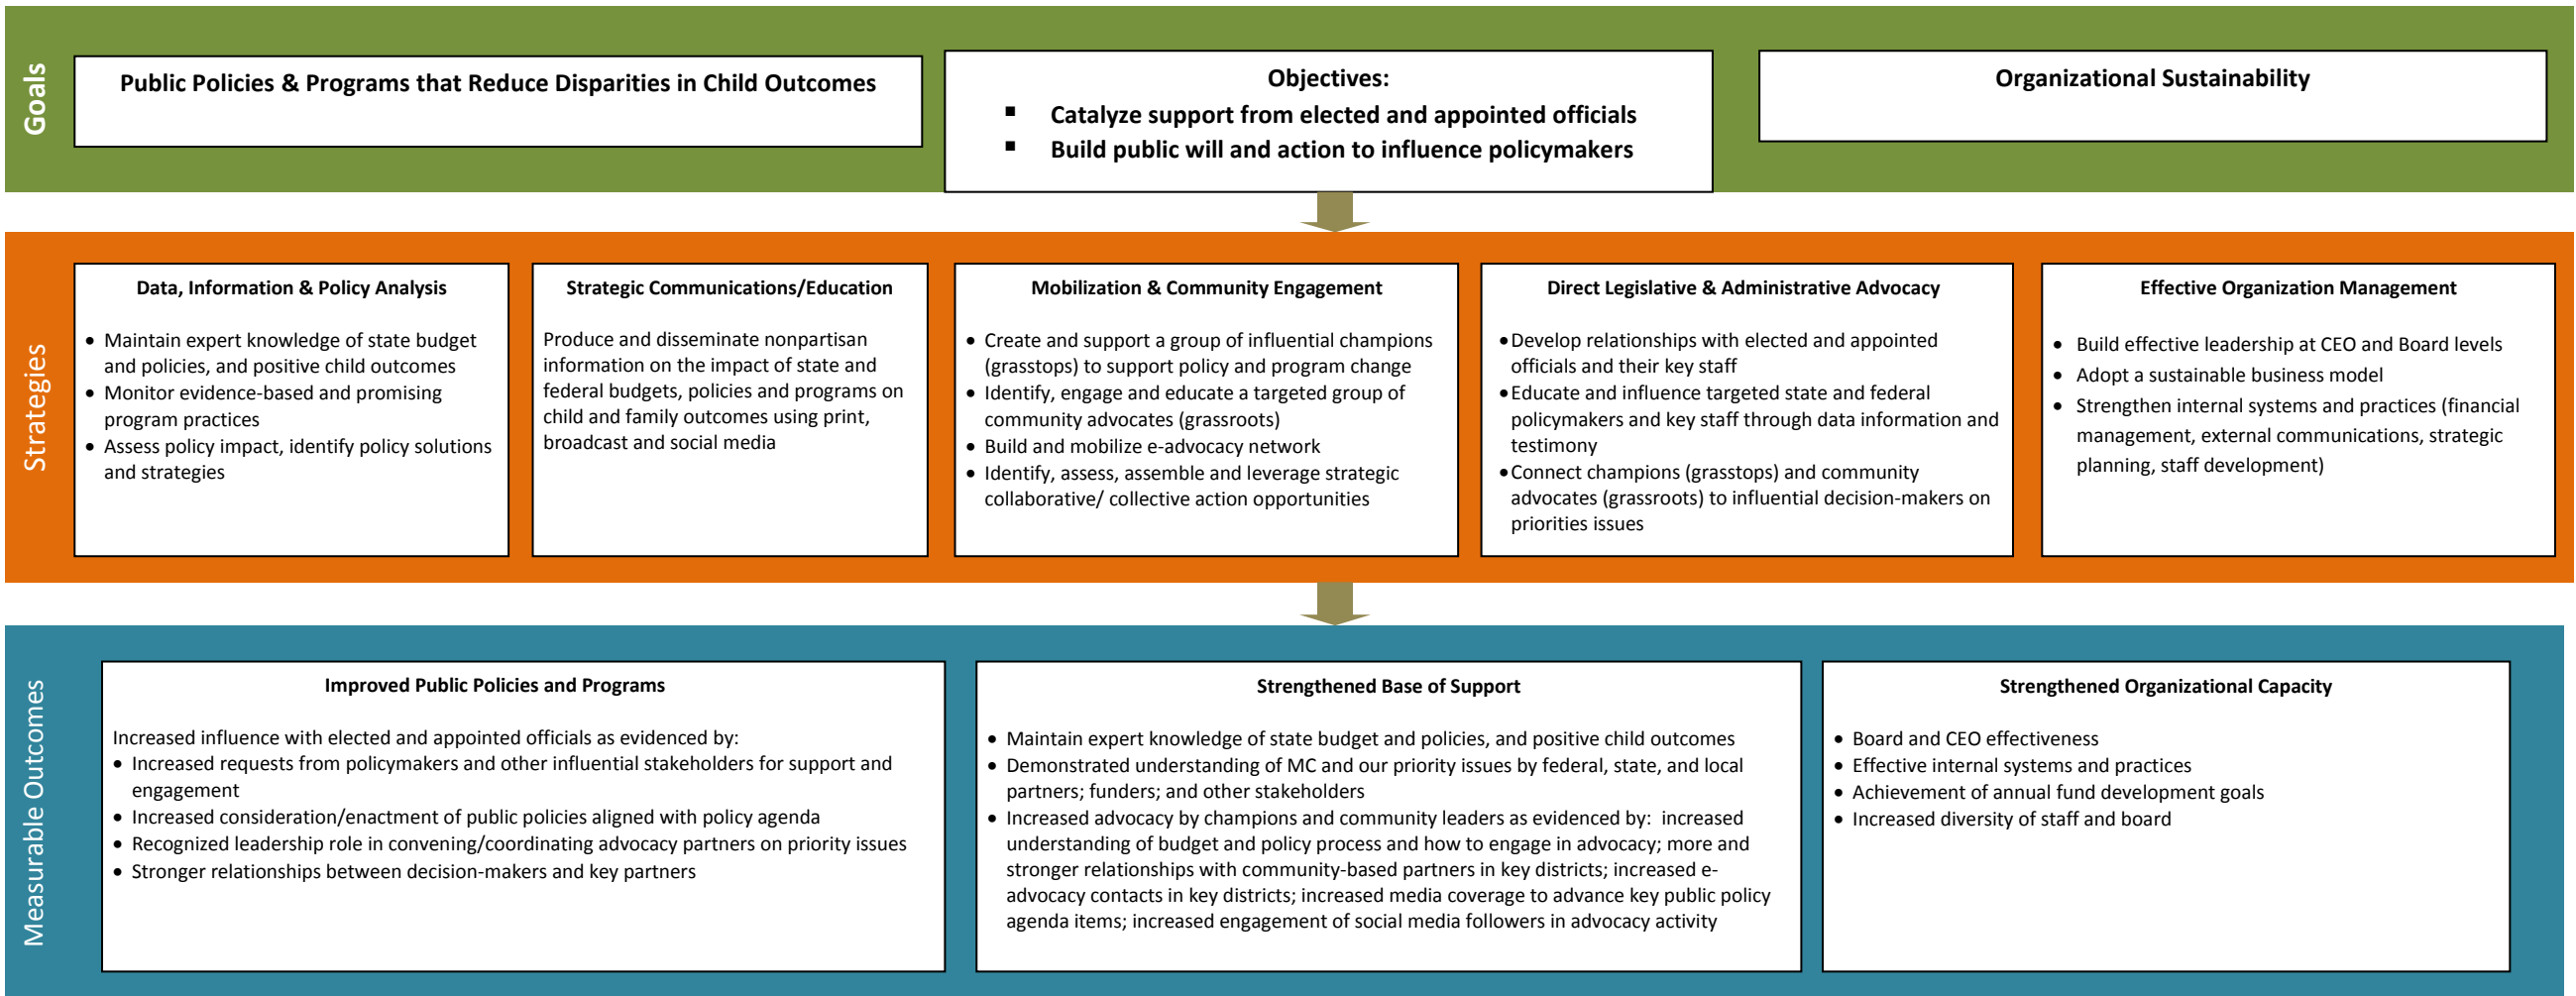 Goals
Public Policies & Programs that Reduce Disparities in Child Outcomes
Objectives:
▪ Catalyze support from elected and appointed officials
▪ Build public will and action to influence policymakers
Organizational Sustainability
Strategies
Data, Information & Policy Analysis
• Maintain expert knowledge of state budget
and policies, and positive child outcomes
• Monitor evidence-based and promising
program practices
• Assess policy impact, identify policy solutions
and strategies
Strategic Communications/Education
Produce and disseminate nonpartisan
information on the impact of state and
federal budgets, policies and programs on
child and family outcomes using print,
broadcast and social media
Mobilization & Community Engagement
• Create and support a group of influential champions
(grasstops) to support policy and program change
• Identify, engage and educate a targeted group of
community advocates (grassroots)
• Build and mobilize e-advocacy network
• Identify, assess, assemble and leverage strategic
collaborative/ collective action opportunities
Direct Legislative & Administrative Advocacy
•Develop relationships with elected and appointed
officials and their key staff
•Educate and influence targeted state and federal
policymakers and key staff through data information and
testimony
•Connect champions (grasstops) and community
advocates (grassroots) to influential decision-makers on
priorities issues
Effective Organization Management
• Build effective leadership at CEO and Board levels
• Adopt a sustainable business model
• Strengthen internal systems and practices (financial
management, external communications, strategic
planning, staff development)
Measurable Outcomes
Improved Public Policies and Programs
Increased influence with elected and appointed officials as evidenced by:
• Increased requests from policymakers and other influential stakeholders for support and
engagement
• Increased consideration/enactment of public policies aligned with policy agenda
• Recognized leadership role in convening/coordinating advocacy partners on priority issues
• Stronger relationships between decision-makers and key partners
Strengthened Base of Support
• Maintain expert knowledge of state budget and policies, and positive child outcomes
• Demonstrated understanding of MC and our priority issues by federal, state, and local
partners; funders; and other stakeholders
• Increased advocacy by champions and community leaders as evidenced by: increased
understanding of budget and policy process and how to engage in advocacy; more and
stronger relationships with community-based partners in key districts; increased e-
advocacy contacts in key districts; increased media coverage to advance key public policy
agenda items; increased engagement of social media followers in advocacy activity
Strengthened Organizational Capacity
• Board and CEO effectiveness
• Effective internal systems and practices
• Achievement of annual fund development goals
• Increased diversity of staff and board